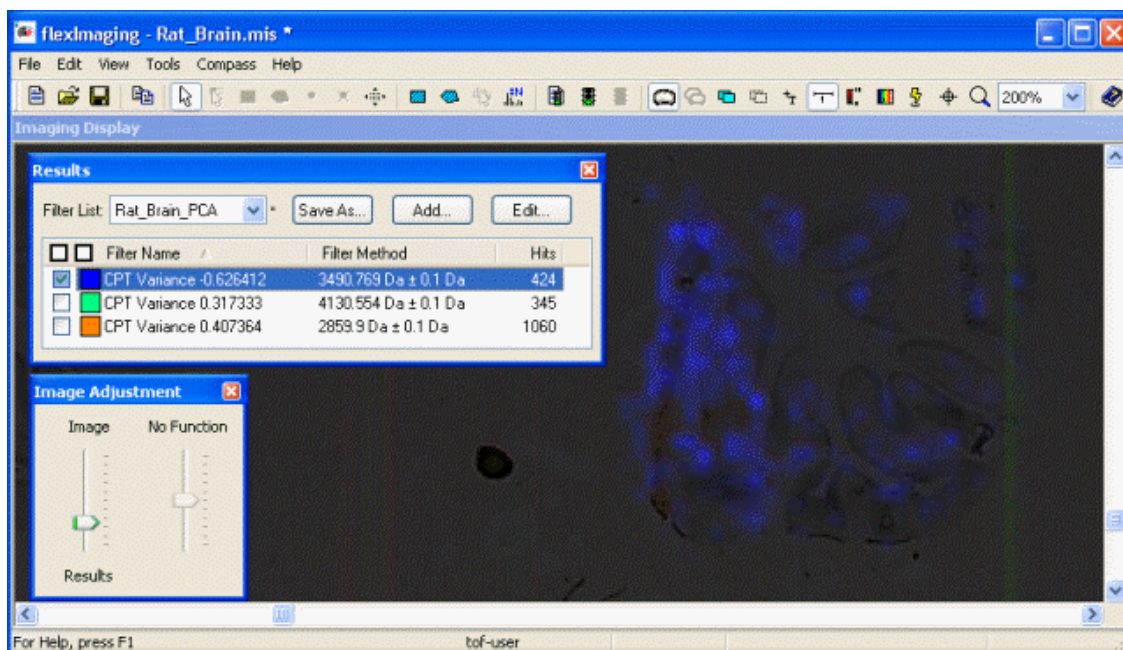 flexImaging - Rat_Brain.mis *
File Edit View Tools Compass Help
200%
Imaging Display
Results
Filter List: Rat_Brain_PCA * Save As... Add... Edit...
Filter Name Filter Method Hits
CPT Variance -0.626412 3490.769 Da ± 0.1 Da 424
CPT Variance 0.317333 4130.554 Da ± 0.1 Da 345
CPT Variance 0.407364 2859.9 Da ± 0.1 Da 1060
Image Adjustment
Image No Function
Results
For Help, press F1 tof-user